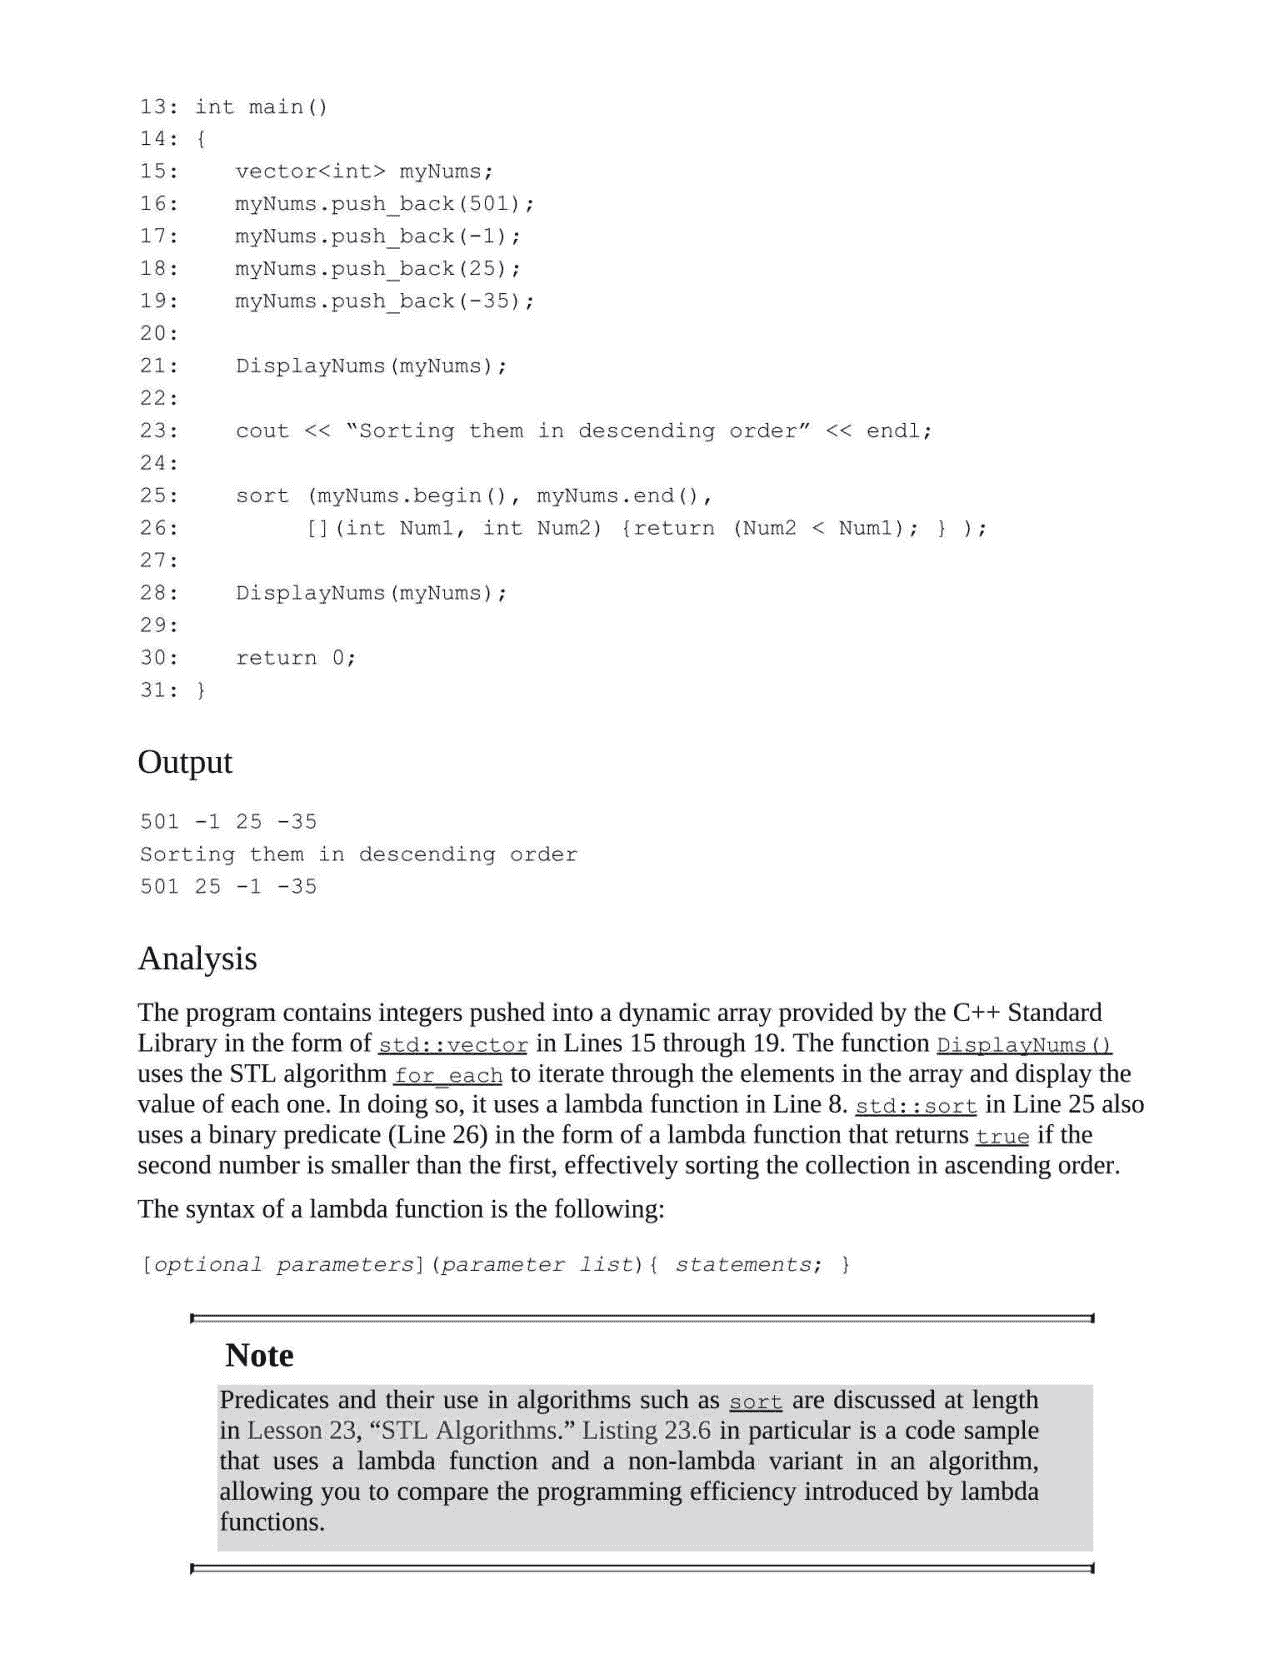 13: int main()
14: {
15:    vector<int> myNums;
16:    myNums.push_back(501);
17:    myNums.push_back(-1);
18:    myNums.push_back(25);
19:    myNums.push_back(-35);
20:
21:    DisplayNums(myNums);
22:
23:    cout << “Sorting them in descending order” << endl;
24:
25:    sort (myNums.begin(), myNums.end(),
26:         [](int Num1, int Num2) {return (Num2 < Num1); } );
27:
28:    DisplayNums(myNums);
29:
30:    return 0;
31: }
Output
501 -1 25 -35
Sorting them in descending order
501 25 -1 -35
Analysis
The program contains integers pushed into a dynamic array provided by the C++ Standard
Library in the form of std::vector in Lines 15 through 19. The function DisplayNums()
uses the STL algorithm for_each to iterate through the elements in the array and display the
value of each one. In doing so, it uses a lambda function in Line 8. std::sort in Line 25 also
uses a binary predicate (Line 26) in the form of a lambda function that returns true if the
second number is smaller than the first, effectively sorting the collection in ascending order.
The syntax of a lambda function is the following:
[optional parameters](parameter list){ statements; }
Note
Predicates and their use in algorithms such as sort are discussed at length
in Lesson 23, “STL Algorithms.” Listing 23.6 in particular is a code sample
that uses a lambda function and a non-lambda variant in an algorithm,
allowing you to compare the programming efficiency introduced by lambda
functions.